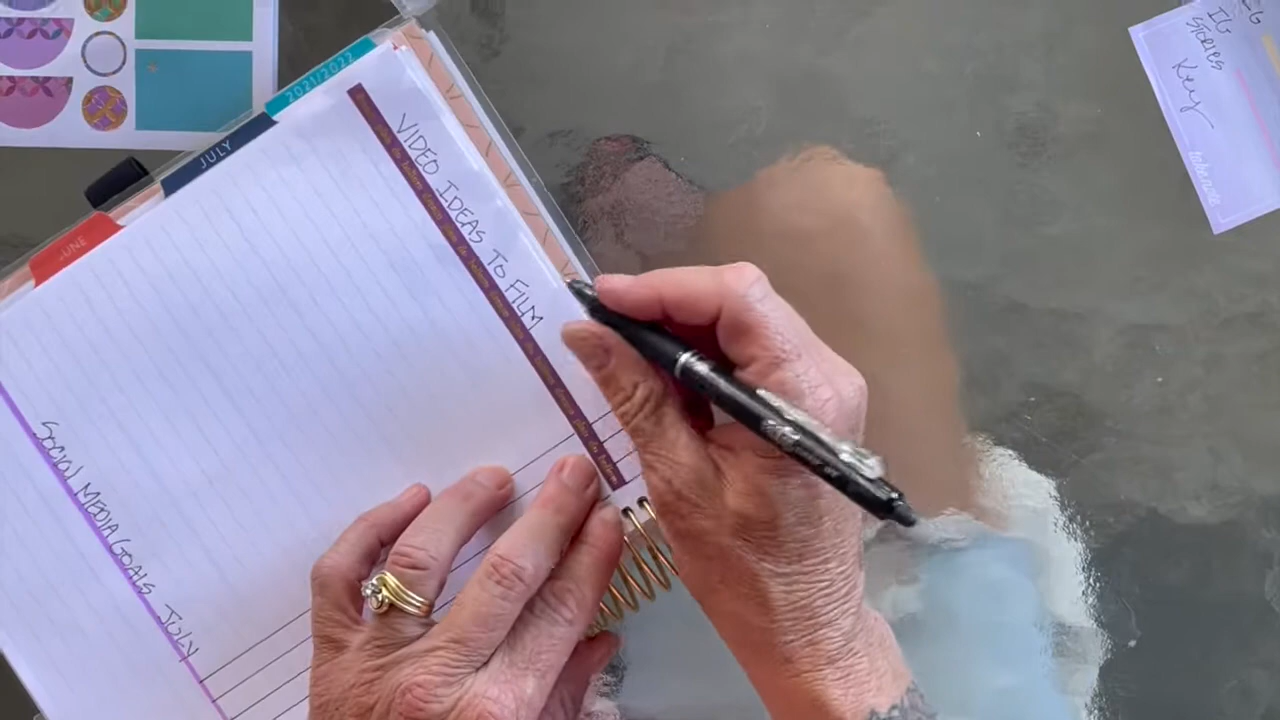 2021/2022
JULY
JUNE
VIDEO IDEAS TO FILM
SOCIAL MEDIA GOALS JULY
IG
STORIES
Key